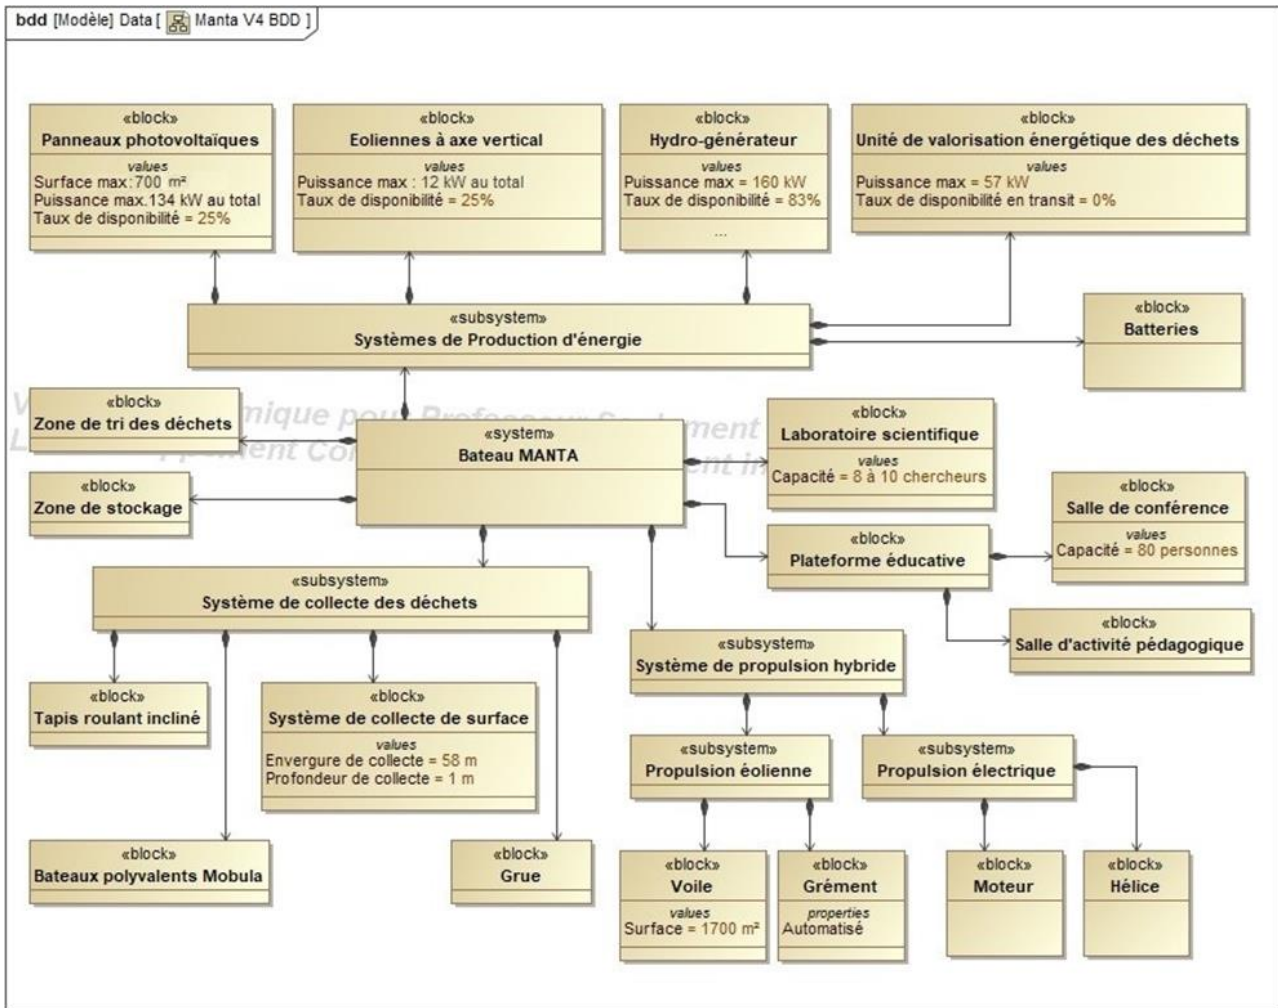 bdd [Modèle] Data [ Manta V4 BDD ]
«block»
Panneaux photovoltaïques
values
Surface max:700 m²
Puissance max.134 kW au total
Taux de disponibilité = 25%
«block»
Eoliennes à axe vertical
values
Puissance max : 12 kW au total
Taux de disponibilité = 25%
«block»
Hydro-générateur
values
Puissance max = 160 kW
Taux de disponibilité = 83%
...
«block»
Unité de valorisation énergétique des déchets
values
Puissance max = 57 kW
Taux de disponibilité en transit = 0%
«subsystem»
Systèmes de Production d'énergie
«block»
Batteries
«block»
Zone de tri des déchets
«system»
Bateau MANTA
«block»
Laboratoire scientifique
values
Capacité = 8 à 10 chercheurs
«block»
Zone de stockage
«block»
Plateforme éducative
«block»
Salle de conférence
values
Capacité = 80 personnes
«subsystem»
Système de collecte des déchets
«block»
Salle d'activité pédagogique
«subsystem»
Système de propulsion hybride
«block»
Tapis roulant incliné
«block»
Système de collecte de surface
values
Envergure de collecte = 58 m
Profondeur de collecte = 1 m
«subsystem»
Propulsion éolienne
«subsystem»
Propulsion électrique
«block»
Bateaux polyvalents Mobula
«block»
Grue
«block»
Voile
values
Surface = 1700 m²
«block»
Grément
properties
Automatisé
«block»
Moteur
«block»
Hélice